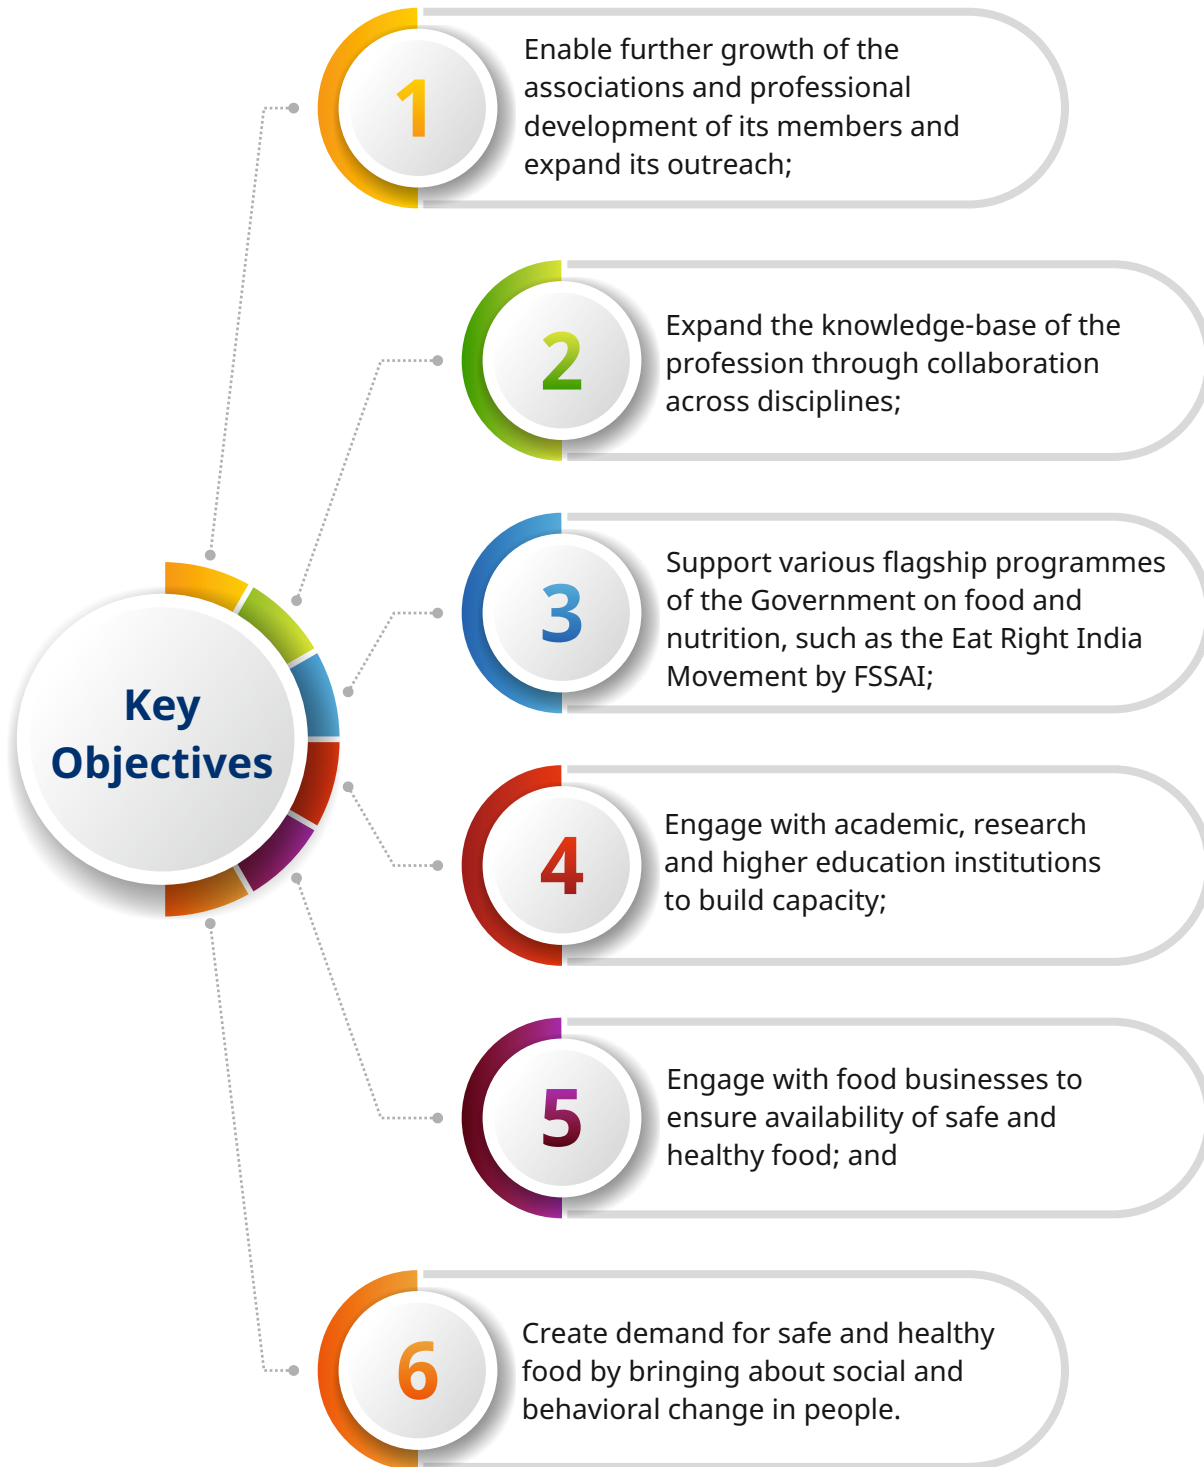 1
Enable further growth of the
associations and professional
development of its members and
expand its outreach;
2
Expand the knowledge-base of the
profession through collaboration
across disciplines;
3
Support various flagship programmes
of the Government on food and
nutrition, such as the Eat Right India
Movement by FSSAI;
Key
Objectives
4
Engage with academic, research
and higher education institutions
to build capacity;
5
Engage with food businesses to
ensure availability of safe and
healthy food; and
6
Create demand for safe and healthy
food by bringing about social and
behavioral change in people.